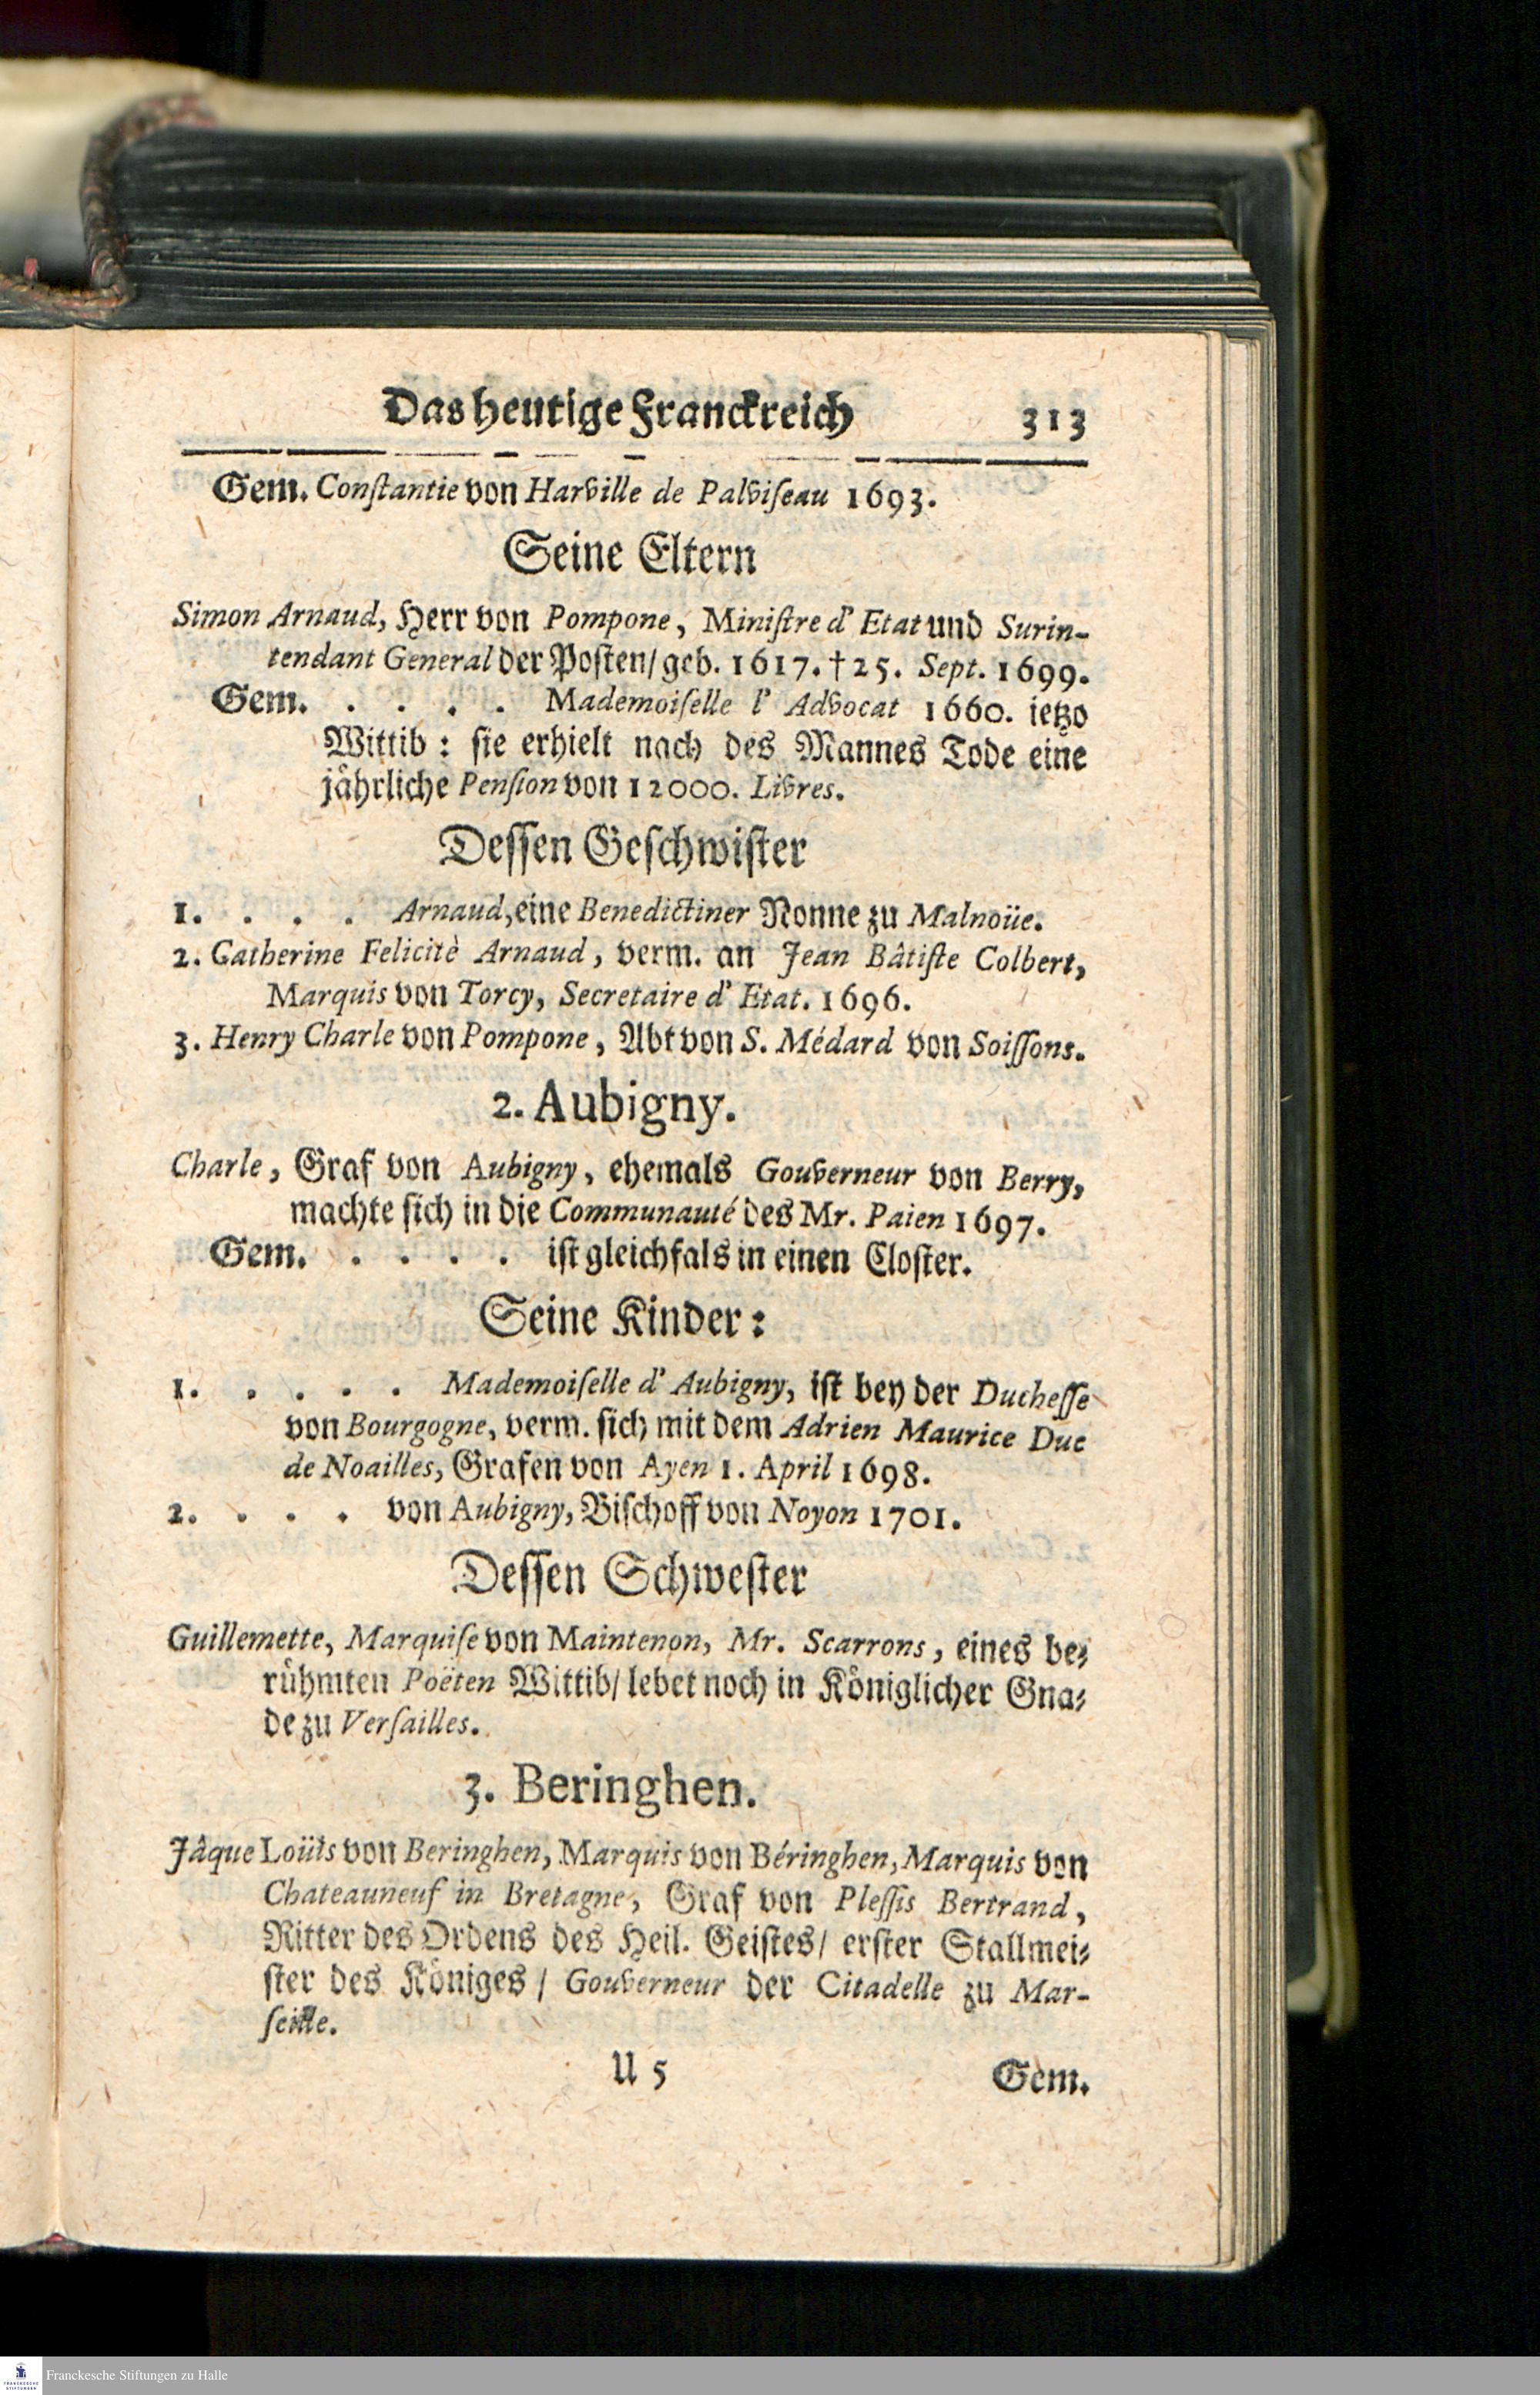 Das heutige Franckreich 313
Gem. Conſtantie von Harville de Palviſeau 1693.
Seine Eltern
Simon Arnaud, Herr von Pompone, Miniſtre d' Etat und Surin-
tendant General der Poſten/ geb. 1617. † 25. Sept. 1699.
Gem. . . . . Mademoiſelle l' Advocat 1660. ietzo
Wittib : ſie erhielt nach des Mannes Tode eine
jährliche Penſion von 12000. Livres.
Deſſen Geſchwiſter
1. . . . . Arnaud, eine Benedictiner Nonne zu Malnoüe.
2. Catherine Felicitè Arnaud, verm. an Jean Bâtiſte Colbert,
Marquis von Torcy, Secretaire d' Etat. 1696.
3. Henry Charle von Pompone, Abt von S. Médard von Soiſſons.
2. Aubigny.
Charle, Graf von Aubigny, ehemals Gouverneur von Berry,
machte ſich in die Communauté des Mr. Paien 1697.
Gem. . . . . iſt gleichfals in einen Cloſter.
Seine Kinder:
1. . . . . Mademoiſelle d' Aubigny, iſt bey der Ducheſſe
von Bourgogne, verm. ſich mit dem Adrien Maurice Duc
de Noailles, Grafen von Ayen 1. April 1698.
2. . . . von Aubigny, Biſchoff von Noyon 1701.
Deſſen Schweſter
Guillemette, Marquiſe von Maintenon, Mr. Scarrons, eines be-
rühmten Poëten Wittib/ lebet noch in Königlicher Gna-
de zu Verſailles.
3. Beringhen.
Jâque Loüis von Beringhen, Marquis von Béringhen, Marquis von
Chateauneuf in Bretagne, Graf von Pleſſis Bertrand,
Ritter des Ordens des Heil. Geiſtes/ erſter Stallmei-
ſter des Königes/ Gouverneur der Citadelle zu Mar-
ſeille.
U 5 Gem.
Franckesche Stiftungen zu Halle
FRANCKESCHE
STIFTUNGEN